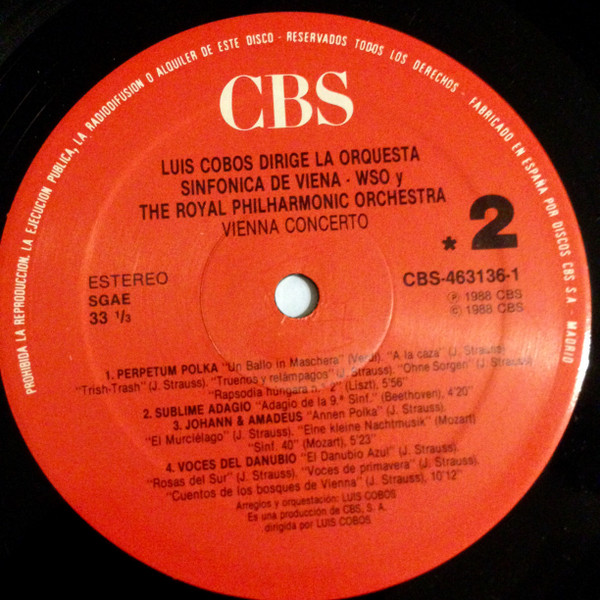 PROHIBIDA LA REPRODUCCION, LA EJECUCION PUBLICA, LA RADIODIFUSION O ALQUILER DE ESTE DISCO - RESERVADOS TODOS LOS DERECHOS - FABRICADO EN ESPAÑA POR DISCOS CBS S.A - MADRID
CBS
LUIS COBOS DIRIGE LA ORQUESTA
SINFONICA DE VIENA - WSO y
THE ROYAL PHILHARMONIC ORCHESTRA
VIENNA CONCERTO
* 2
ESTEREO
SGAE
33 1/3
CBS-463136-1
Ⓟ 1988 CBS
© 1988 CBS
1. PERPETUM POLKA "Un Ballo in Maschera" (Verdi). "A la caza" (J. Strauss).
"Trish-Trash" (J. Strauss). "Truenos y relámpagos" (J. Strauss). "Ohne Sorgen" (J. Strauss).
"Rapsodia húngara n.º 2" (Liszt). 5'56"
2. SUBLIME ADAGIO "Adagio de la 9.ª Sinf." (Beethoven), 4'20"
3. JOHANN & AMADEUS "Annen Polka" (J. Strauss).
"El Murciélago" (J. Strauss). "Eine kleine Nachtmusik" (Mozart)
"Sinf. 40" (Mozart), 5'23"
4. VOCES DEL DANUBIO "El Danubio Azul" (J. Strauss).
"Rosas del Sur" (J. Strauss). "Voces de primavera" (J. Strauss).
"Cuentos de los bosques de Vienna" (J. Strauss), 10'12"
Arreglos y orquestación: LUIS COBOS
Es una producción de CBS, S. A.
dirigida por LUIS COBOS